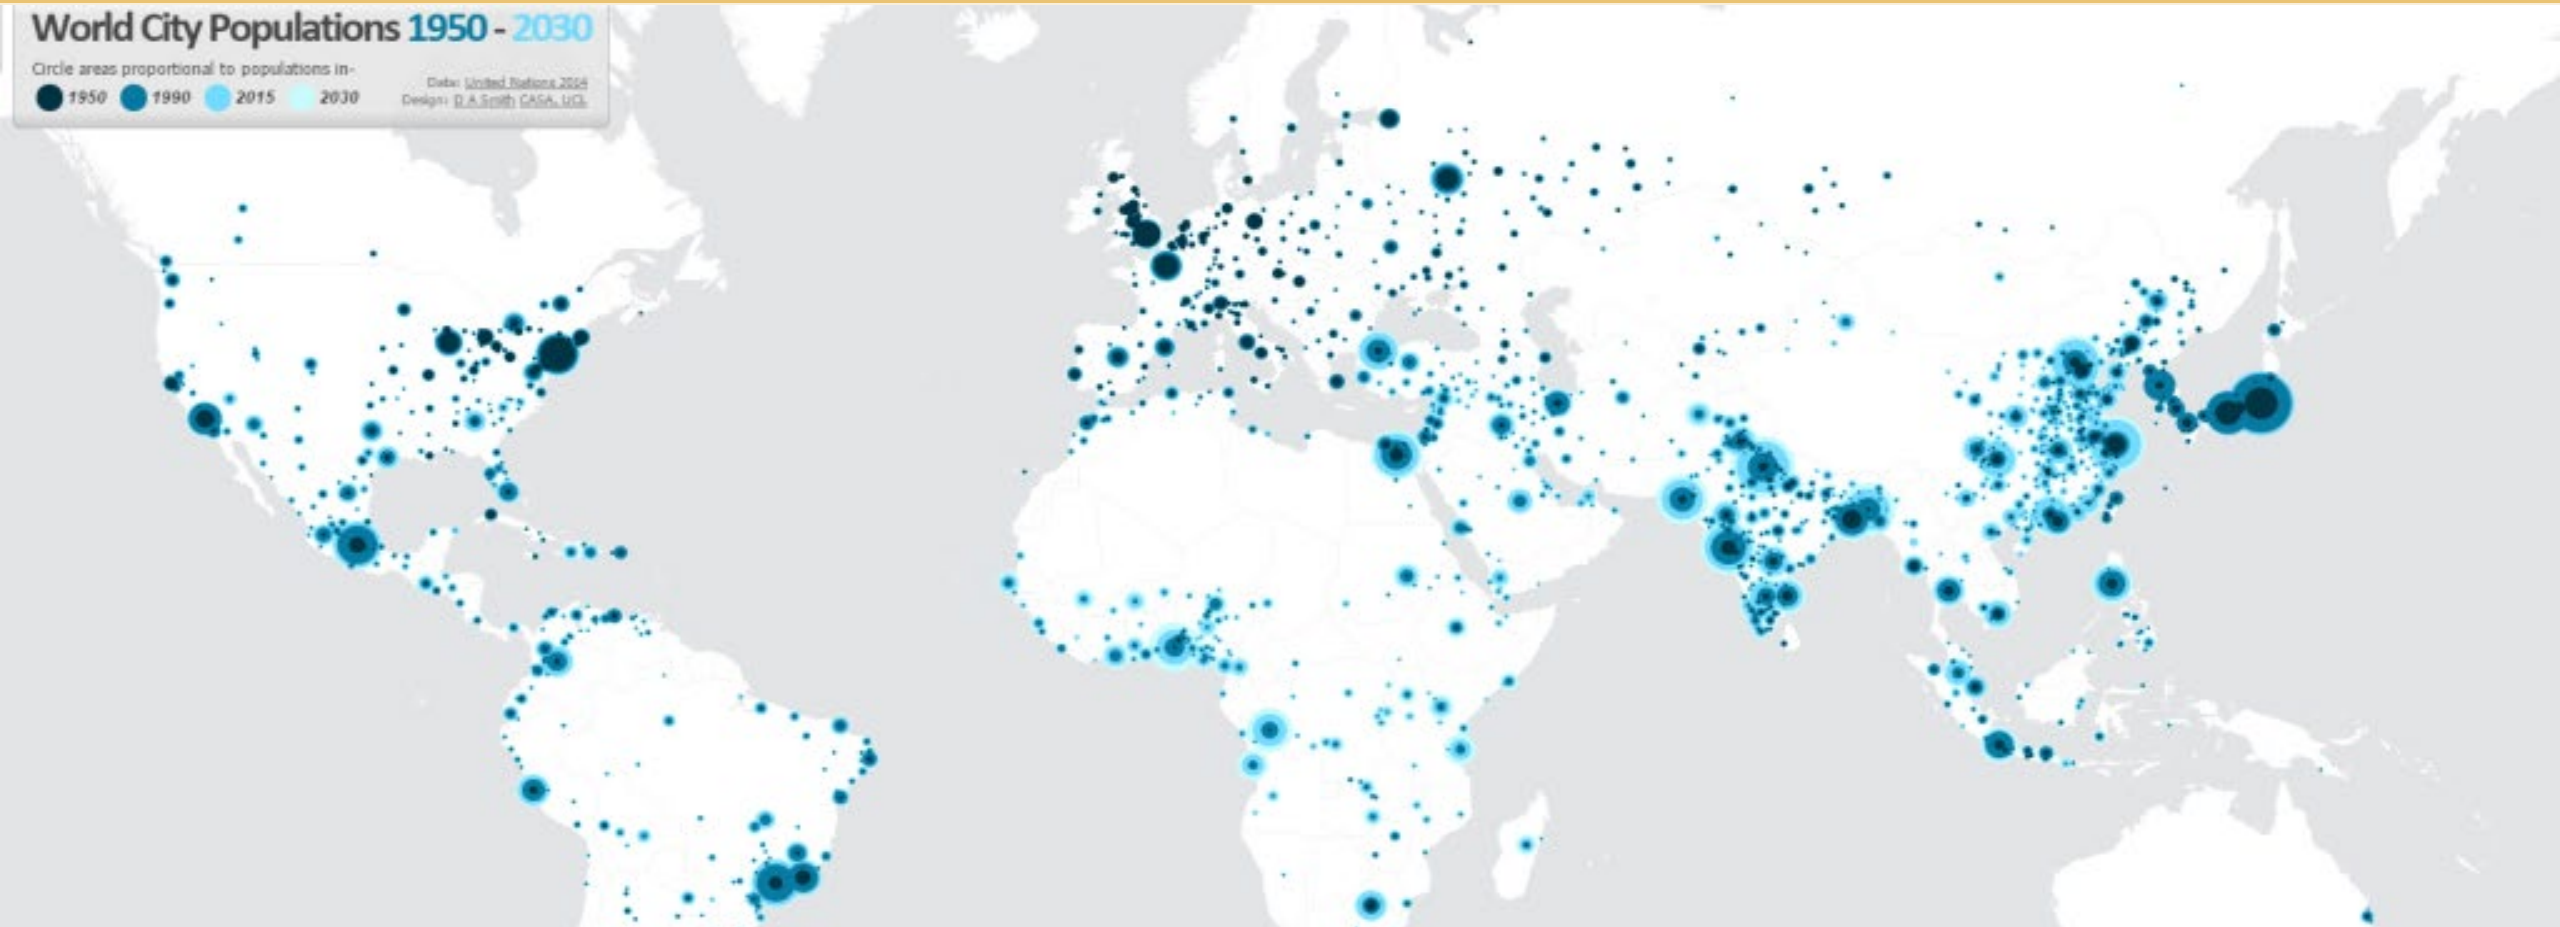 World City Populations 1950 - 2030
Circle areas proportional to populations in-
1950 1990 2015 2030
Data: United Nations 2014
Design: D A Smith CASA, UCL